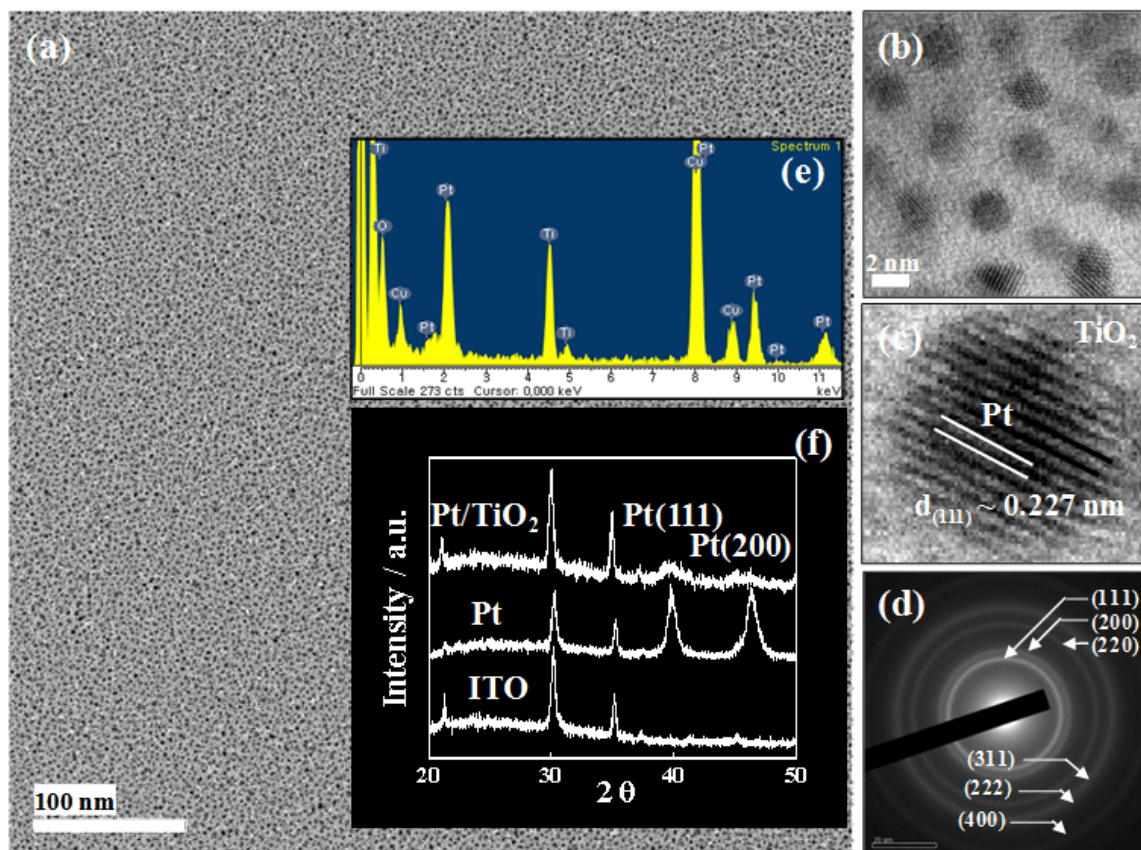 (a)
100 nm
(b)
2 nm
(c)
TiO2
Pt
d(111) ~ 0.227 nm
(d)
(111)
(200)
(220)
(311)
(222)
(400)
Spectrum 1
(e)
Ti
O
Cu
Pt
Pt
Ti
Ti
Cu
Pt
Cu
Pt
Pt
Pt
0 1 2 3 4 5 6 7 8 9 10 11
Full Scale 273 cts Cursor: 0.000 keV
keV
(f)
Pt/TiO2
Pt(111)
Pt(200)
Pt
ITO
Intensity / a.u.
20 30 40 50
2 θ